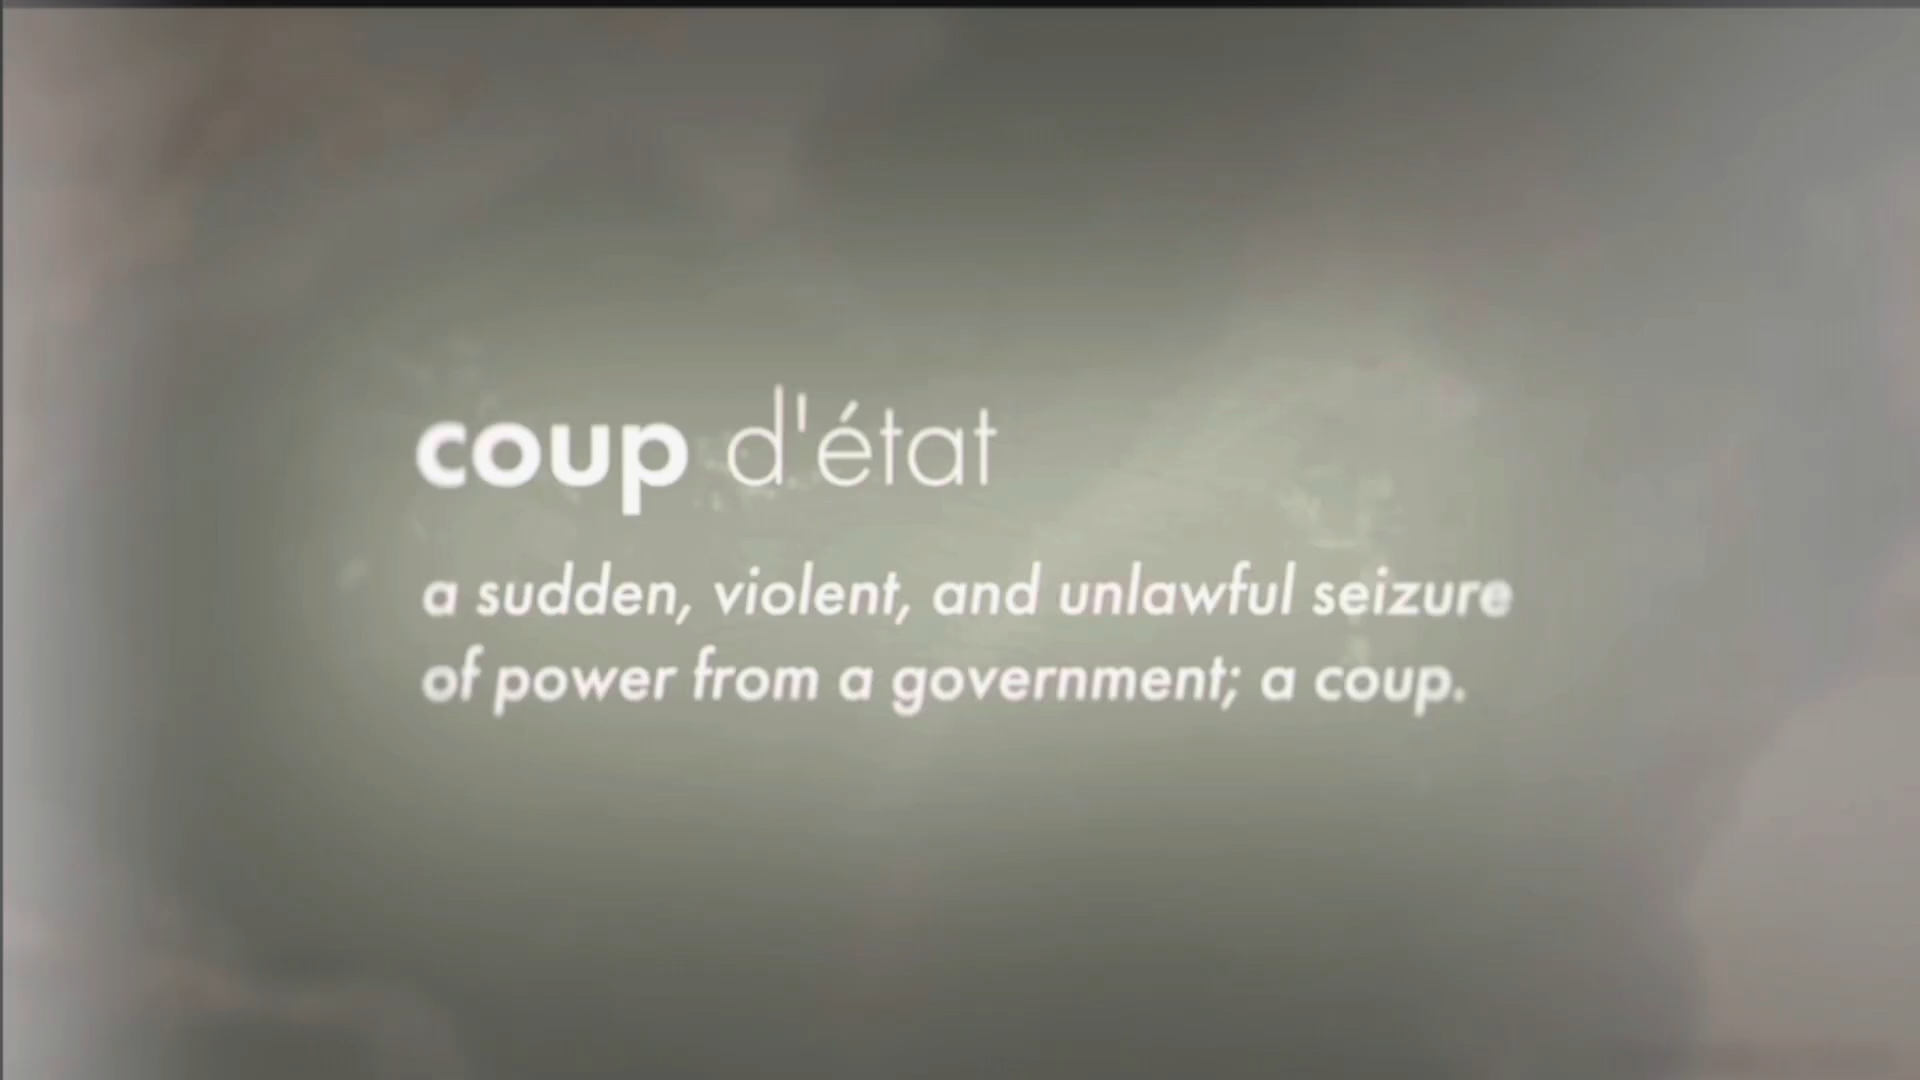 coup d'état
a sudden, violent, and unlawful seizure
of power from a government; a coup.